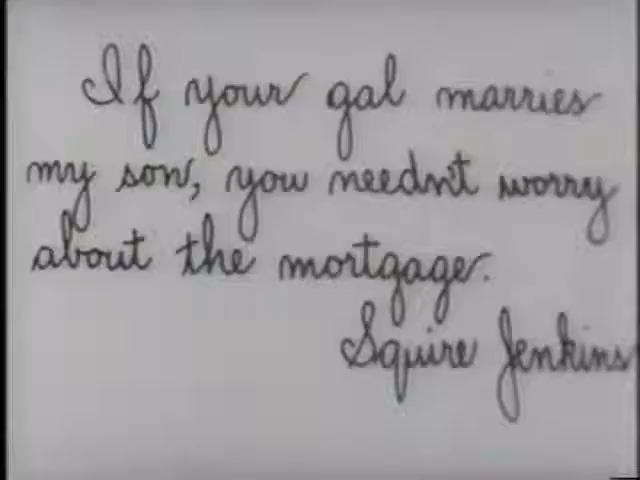 If your gal marries
my son, you needn't worry
about the mortgage.
Squire Jenkins